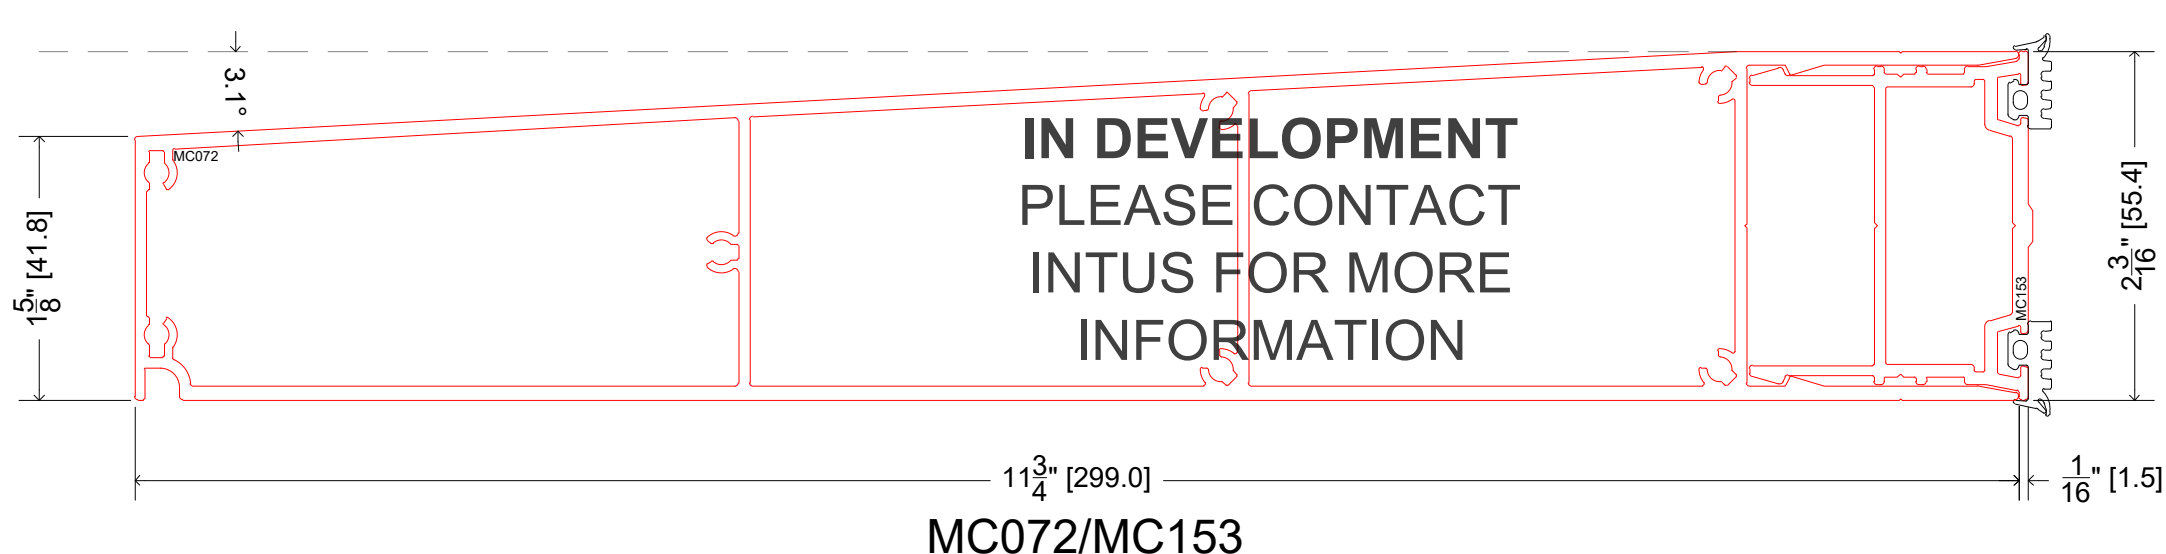 3.1°
MC072
IN DEVELOPMENT
PLEASE CONTACT
INTUS FOR MORE
INFORMATION
1 5/8" [41.8]
2 3/16" [55.4]
MC153
11 3/4" [299.0]
1/16" [1.5]
MC072/MC153